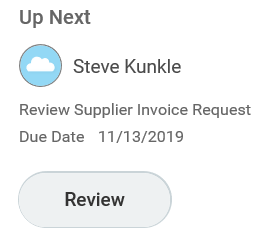 Up Next
Steve Kunkle
Review Supplier Invoice Request
Due Date 11/13/2019
Review